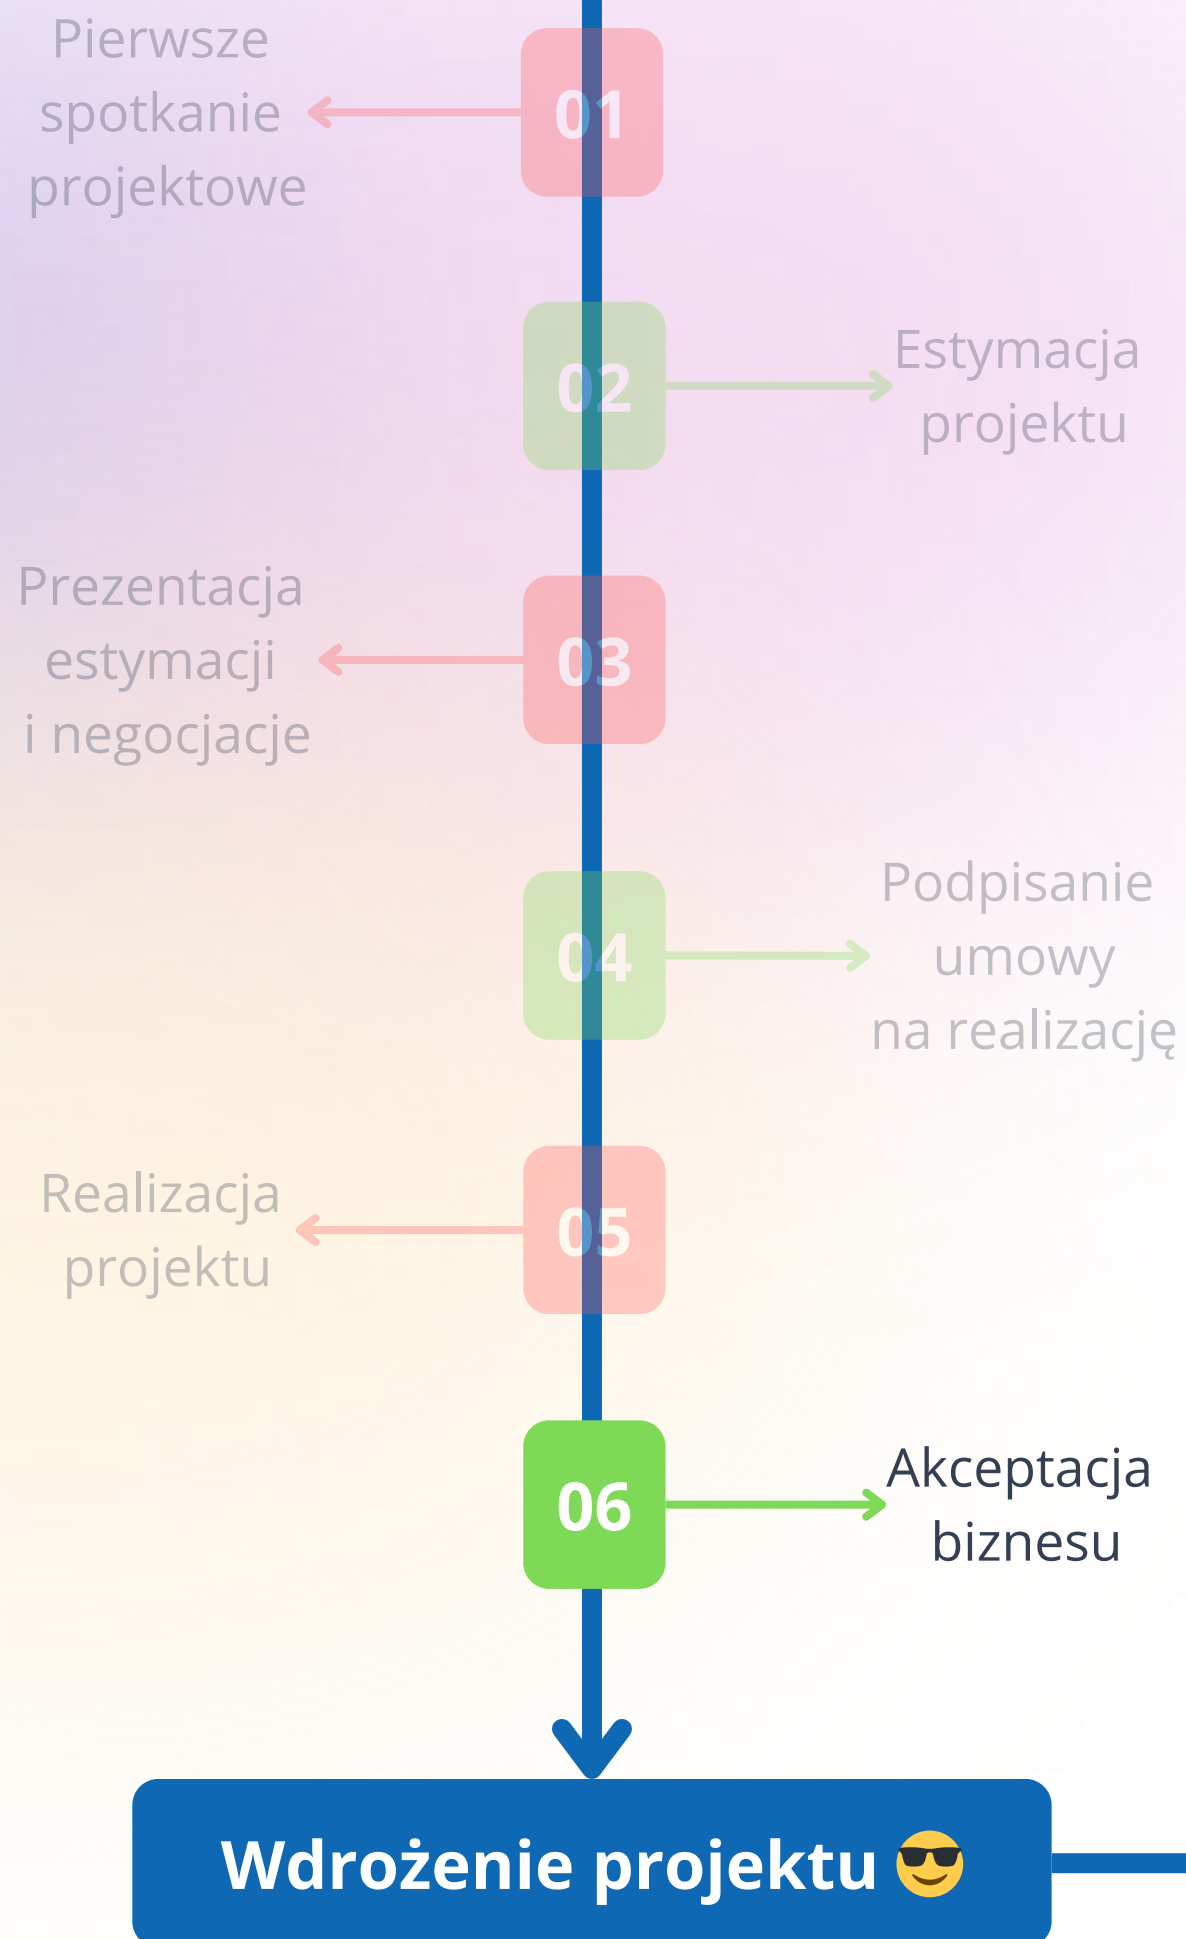 Pierwsze
spotkanie
projektowe
01
02
Estymacja
projektu
Prezentacja
estymacji
i negocjacje
03
04
Podpisanie
umowy
na realizację
Realizacja
projektu
05
06
Akceptacja
biznesu
Wdrożenie projektu 😎